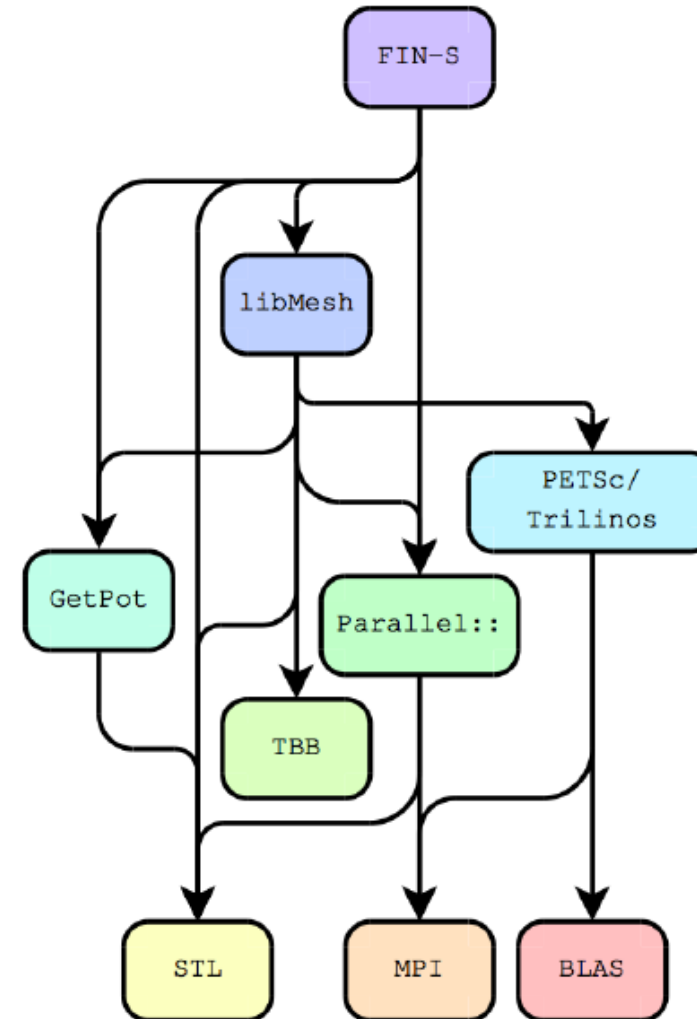 FIN-S
libMesh
PETSc/
Trilinos
GetPot
Parallel::
TBB
STL
MPI
BLAS